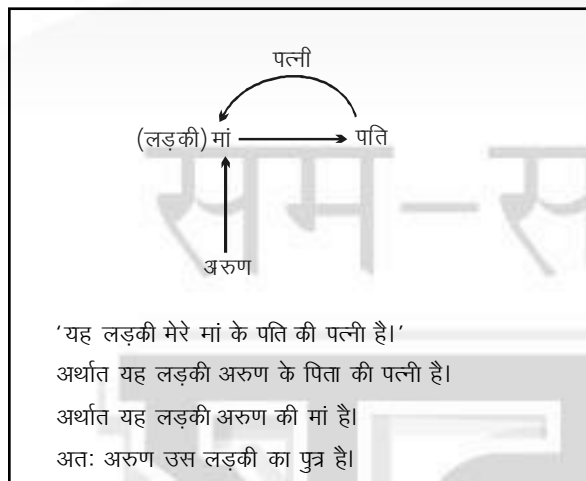 पत्नी
(लड़की) मां पति
अरुण
'यह लड़की मेरे मां के पति की पत्नी है।'
अर्थात यह लड़की अरुण के पिता की पत्नी है।
अर्थात यह लड़की अरुण की मां है।
अतः अरुण उस लड़की का पुत्र है।